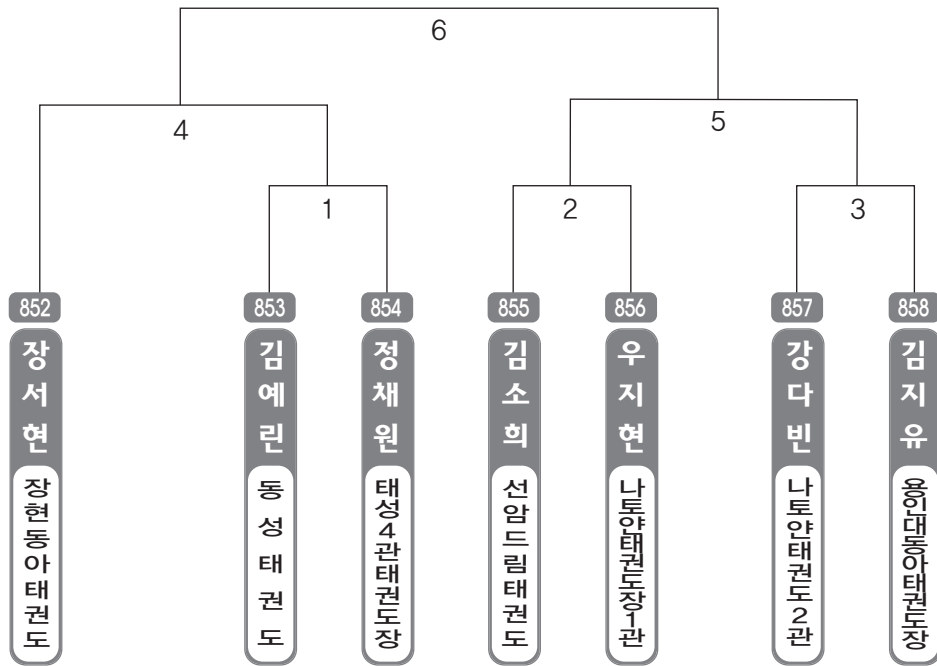 6
4
5
1
2
3
852
853
854
855
856
857
858
장서현
김예린
정채원
김소희
우지현
강다빈
김지유
장현동아태권도
동성태권도
태성4관태권도장
선암드림태권도
나토얀태권도장1관
나토얀태권도2관
용인대동아태권도장